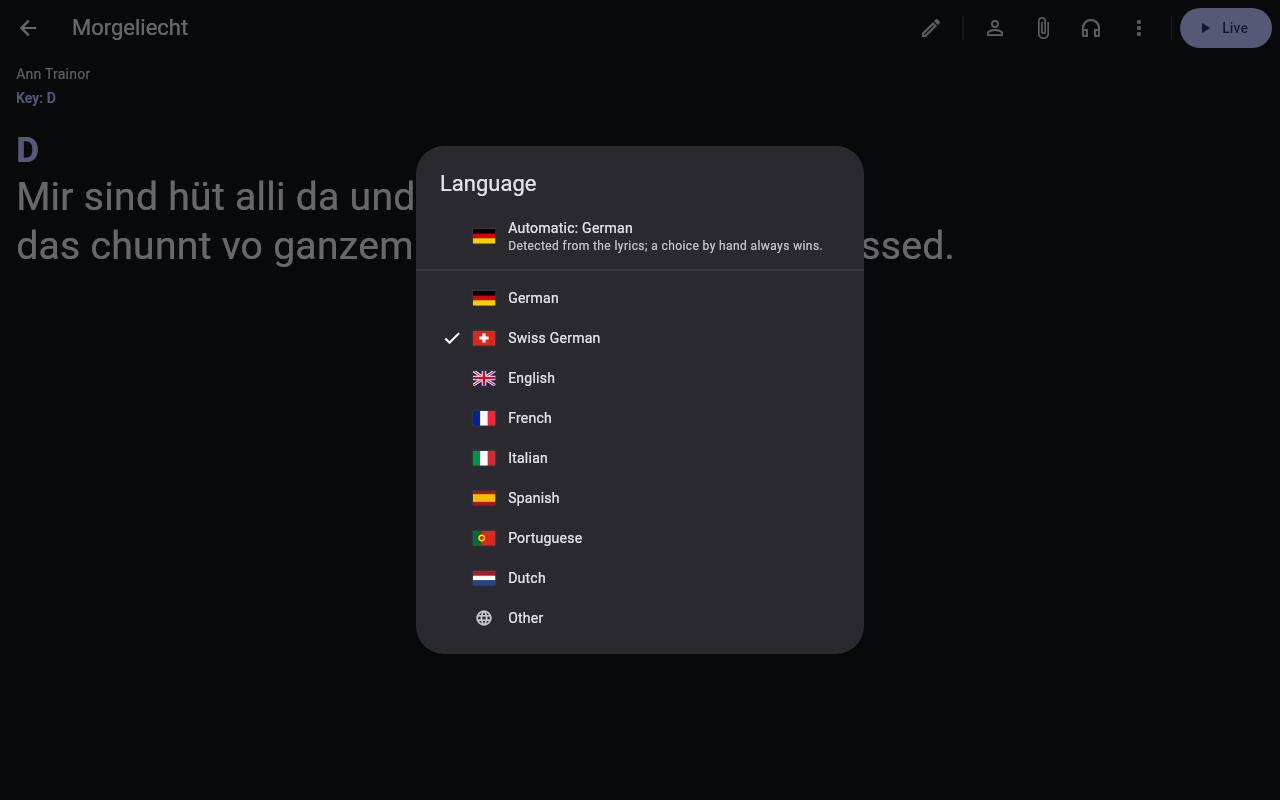 Morgeliecht
Live
Ann Trainor
Key: D
D
Mir sind hüt alli da und
das chunnt vo ganzem
ssed.
Language
Automatic: German
Detected from the lyrics; a choice by hand always wins.
German
Swiss German
English
French
Italian
Spanish
Portuguese
Dutch
Other